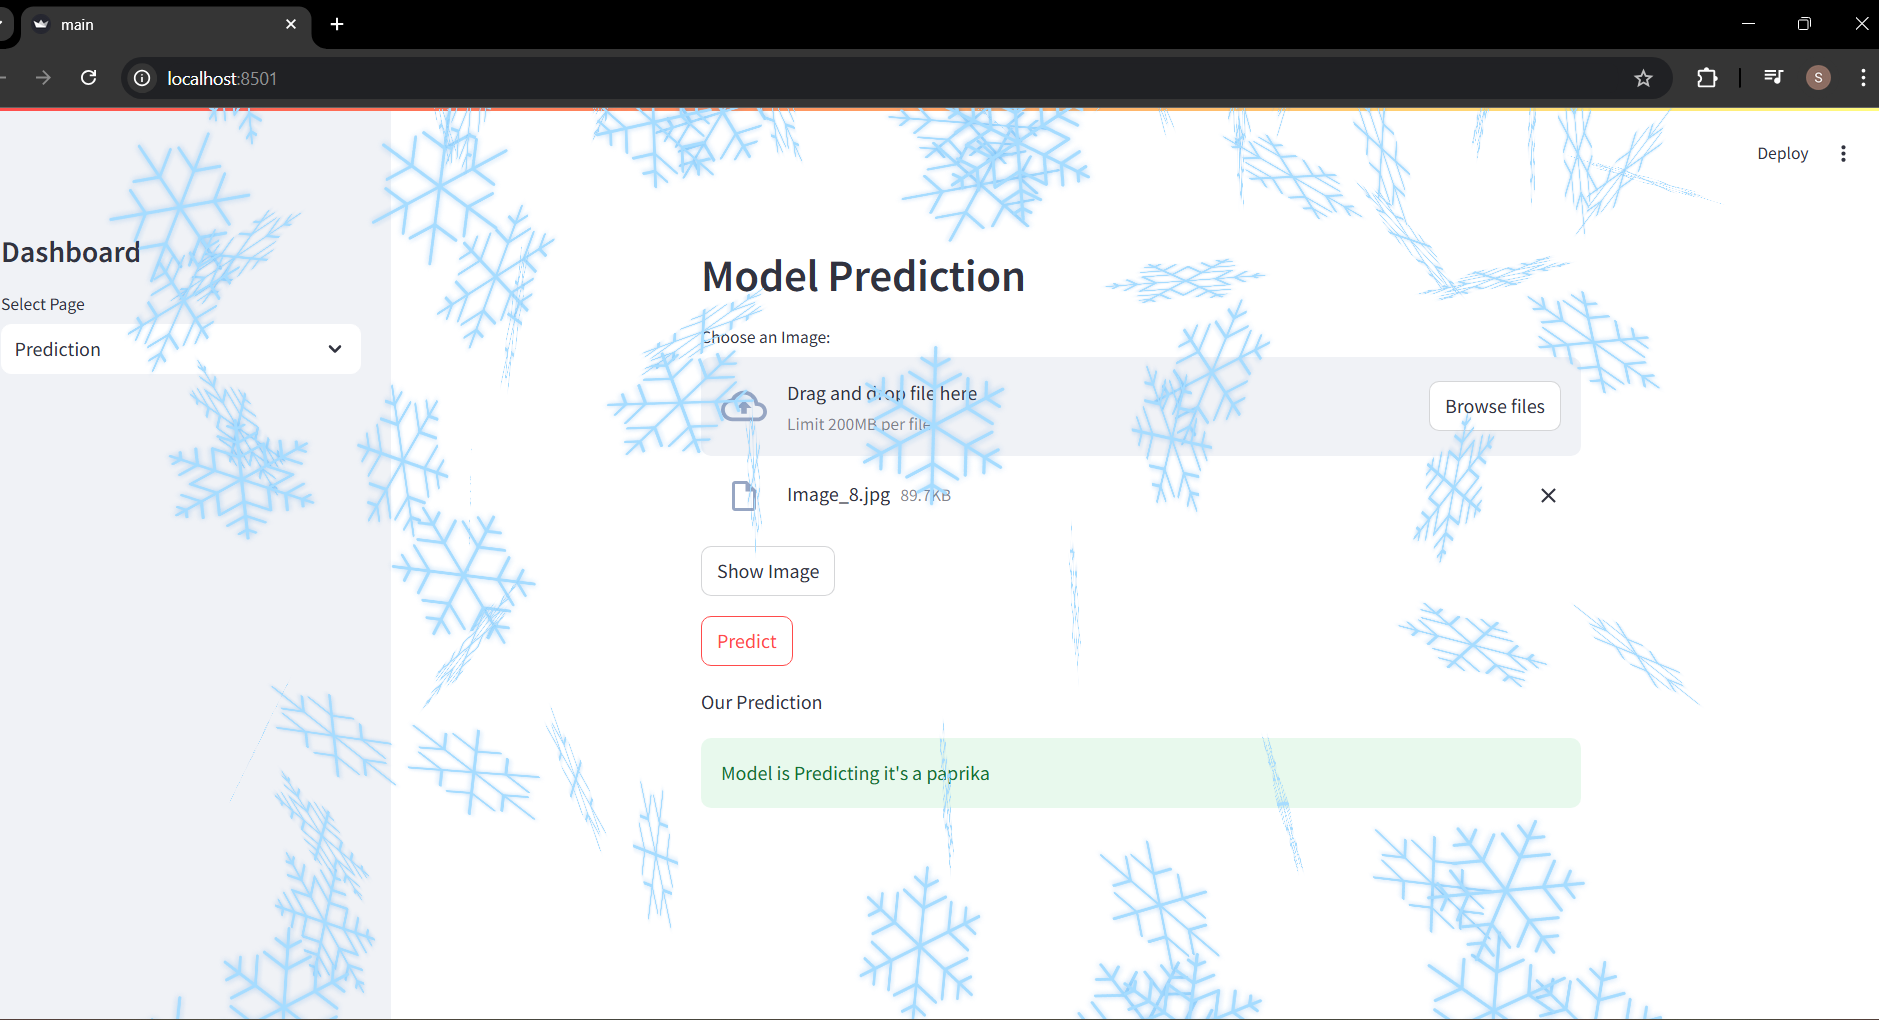 main
localhost:8501
S
Deploy
Dashboard
Select Page
Prediction
Model Prediction
Choose an Image:
Drag and drop file here
Limit 200MB per file
Browse files
Image_8.jpg 89.7KB
Show Image
Predict
Our Prediction
Model is Predicting it's a paprika